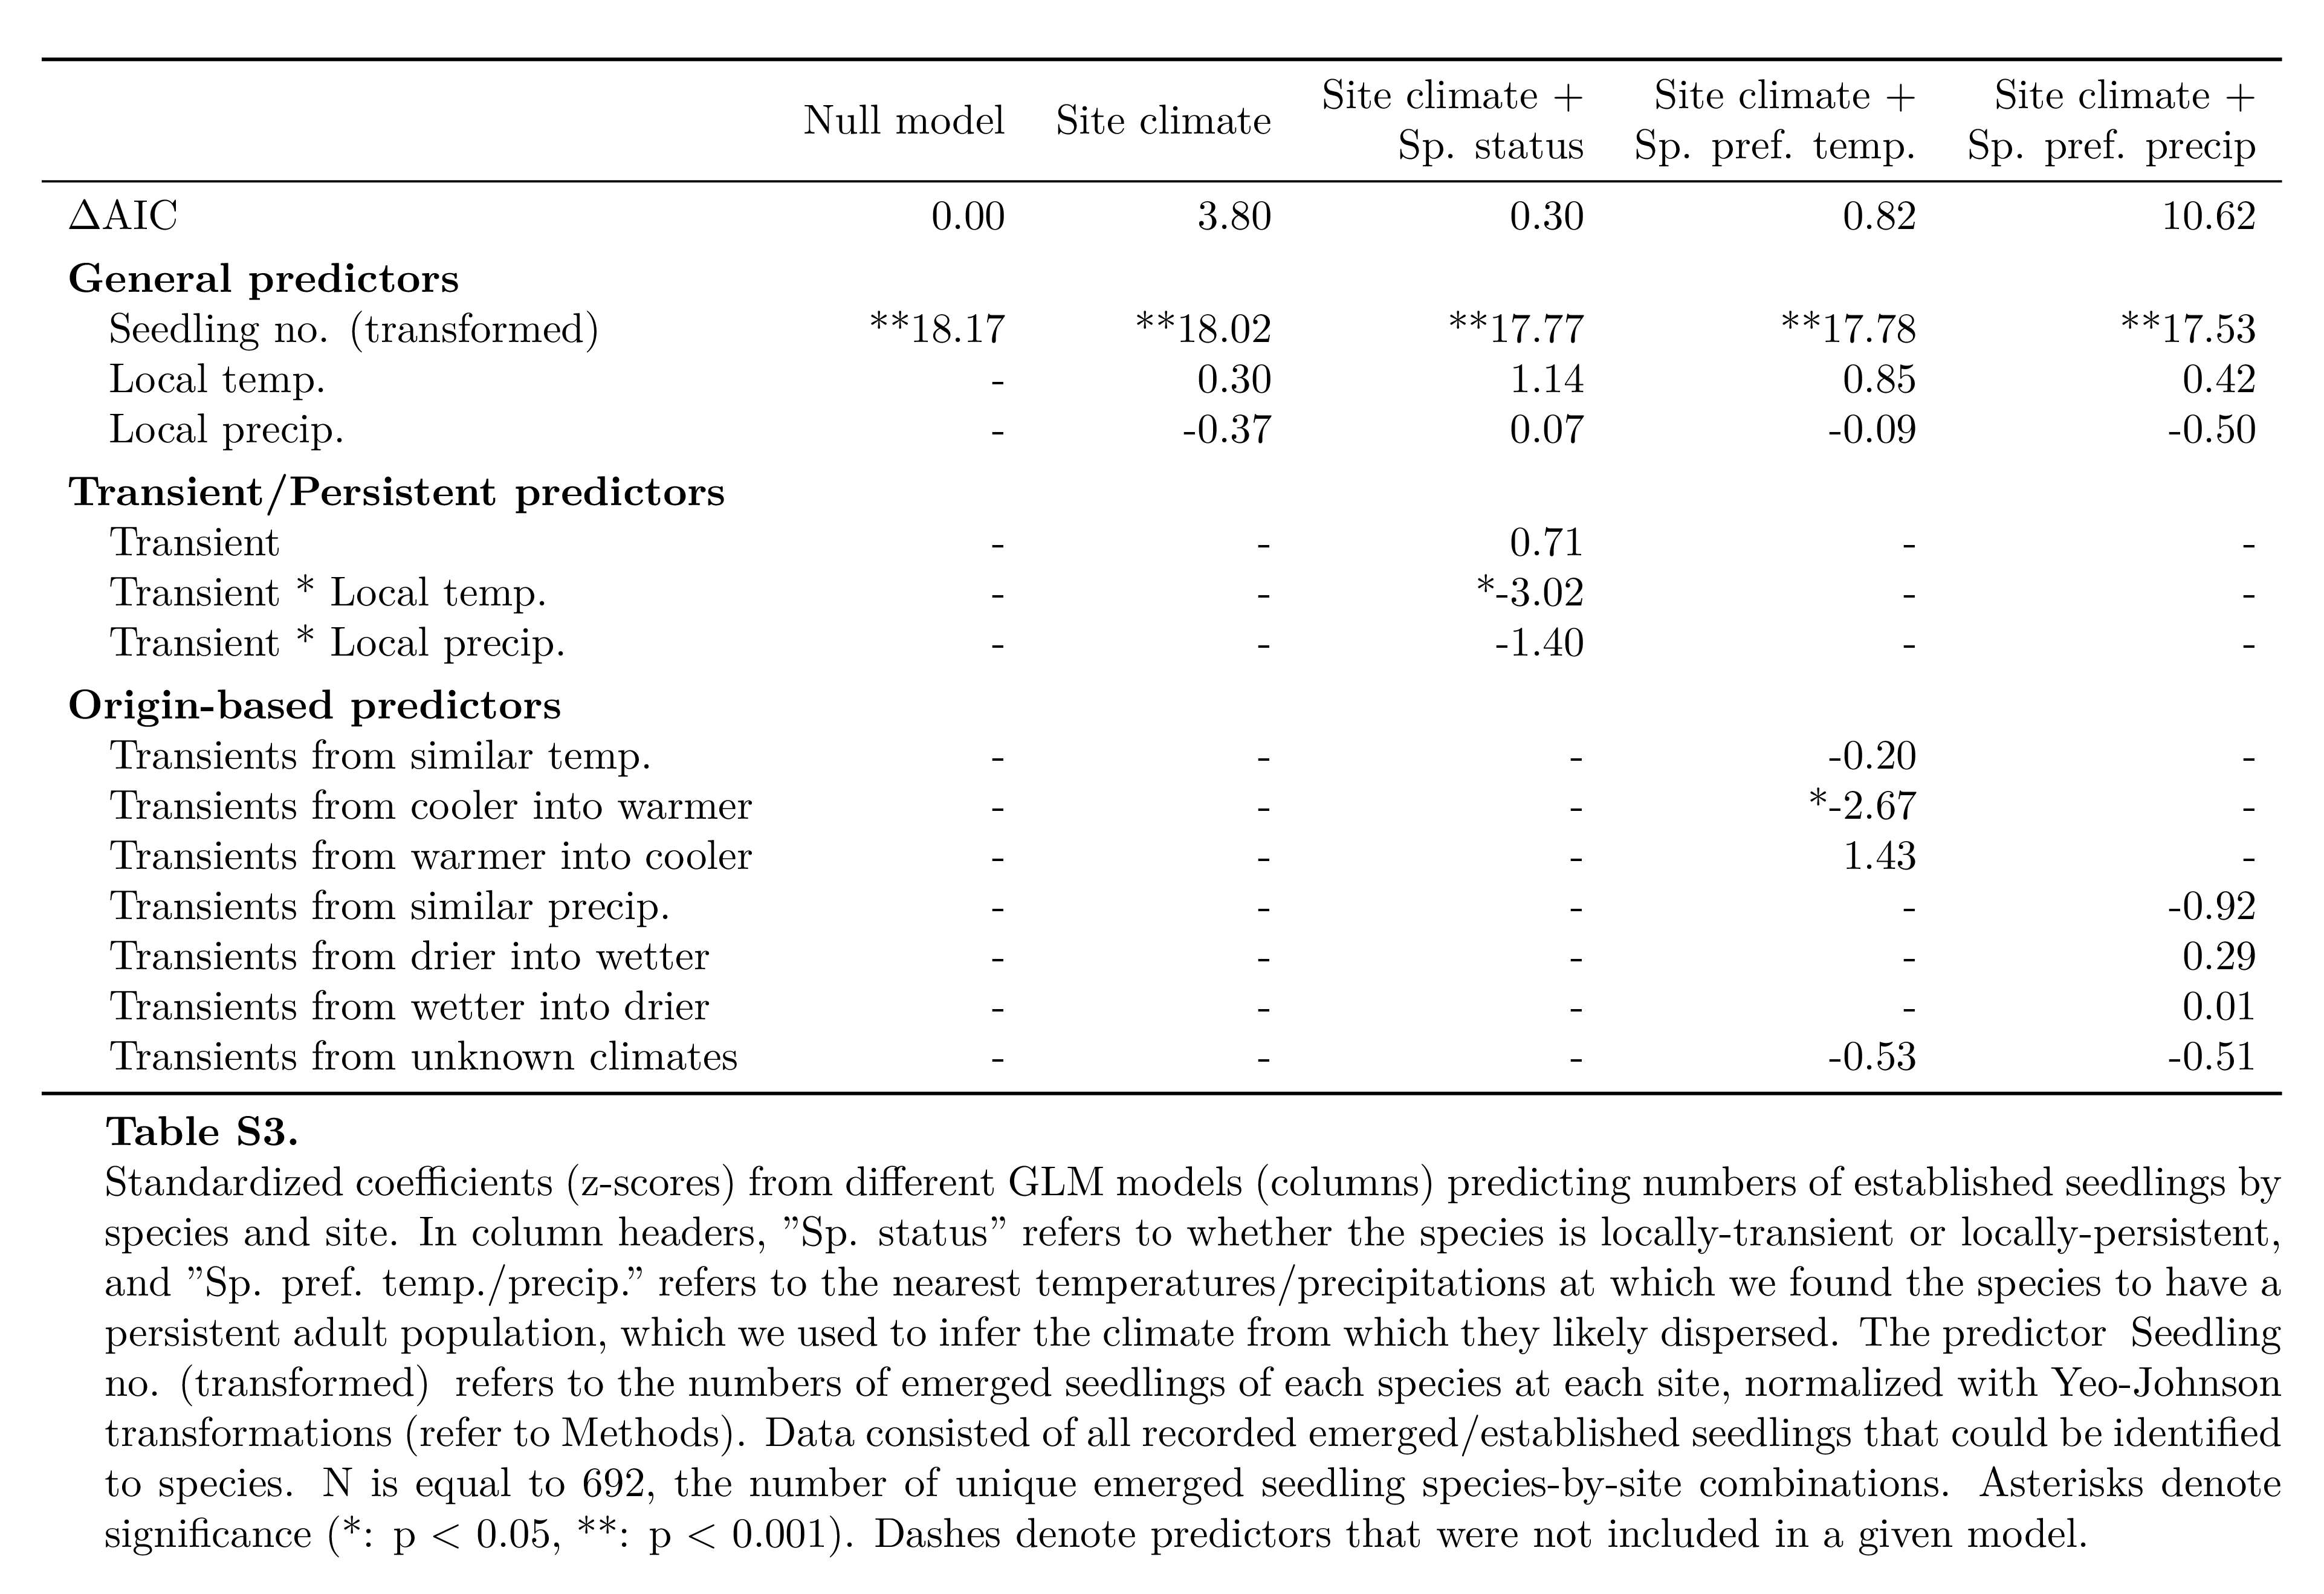 Null model Site climate Site climate + Sp. status Site climate + Sp. pref. temp. Site climate + Sp. pref. precip
ΔAIC 0.00 3.80 0.30 0.82 10.62
General predictors
Seedling no. (transformed) **18.17 **18.02 **17.77 **17.78 **17.53
Local temp. - 0.30 1.14 0.85 0.42
Local precip. - -0.37 0.07 -0.09 -0.50
Transient/Persistent predictors
Transient - - 0.71 - -
Transient * Local temp. - - *-3.02 - -
Transient * Local precip. - - -1.40 - -
Origin-based predictors
Transients from similar temp. - - - -0.20 -
Transients from cooler into warmer - - - *-2.67 -
Transients from warmer into cooler - - - 1.43 -
Transients from similar precip. - - - - -0.92
Transients from drier into wetter - - - - 0.29
Transients from wetter into drier - - - - 0.01
Transients from unknown climates - - - -0.53 -0.51
Table S3.
Standardized coefficients (z-scores) from different GLM models (columns) predicting numbers of established seedlings by
species and site. In column headers, ”Sp. status” refers to whether the species is locally-transient or locally-persistent,
and ”Sp. pref. temp./precip.” refers to the nearest temperatures/precipitations at which we found the species to have a
persistent adult population, which we used to infer the climate from which they likely dispersed. The predictor Seedling
no. (transformed) refers to the numbers of emerged seedlings of each species at each site, normalized with Yeo-Johnson
transformations (refer to Methods). Data consisted of all recorded emerged/established seedlings that could be identified
to species. N is equal to 692, the number of unique emerged seedling species-by-site combinations. Asterisks denote
significance (*: p < 0.05, **: p < 0.001). Dashes denote predictors that were not included in a given model.